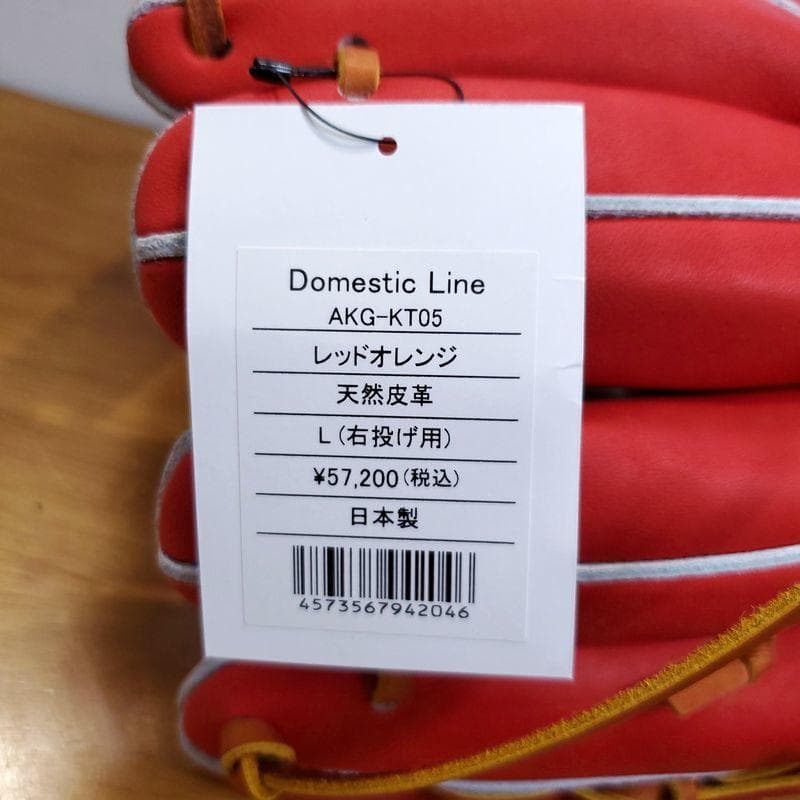 Domestic Line
AKG-KT05
レッドオレンジ
天然皮革
L(右投げ用)
¥57,200(税込)
日本製
4573567942046